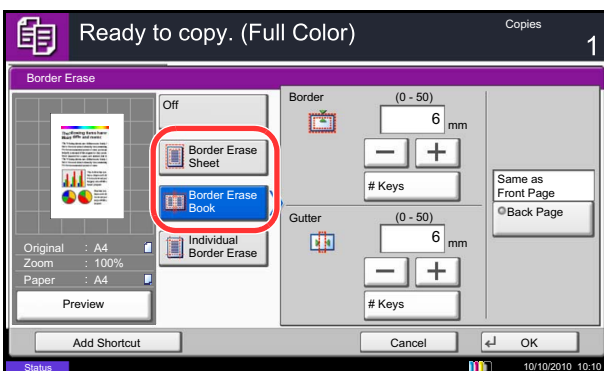 Ready to copy. (Full Color)
Copies
1
Border Erase
Off
Border Erase
Sheet
Border Erase
Book
Individual
Border Erase
Original : A4
Zoom : 100%
Paper : A4
Preview
Border
(0 - 50)
6 mm
# Keys
Gutter
(0 - 50)
6 mm
# Keys
Same as
Front Page
Back Page
Add Shortcut
Cancel
OK
Status
10/10/2010 10:10